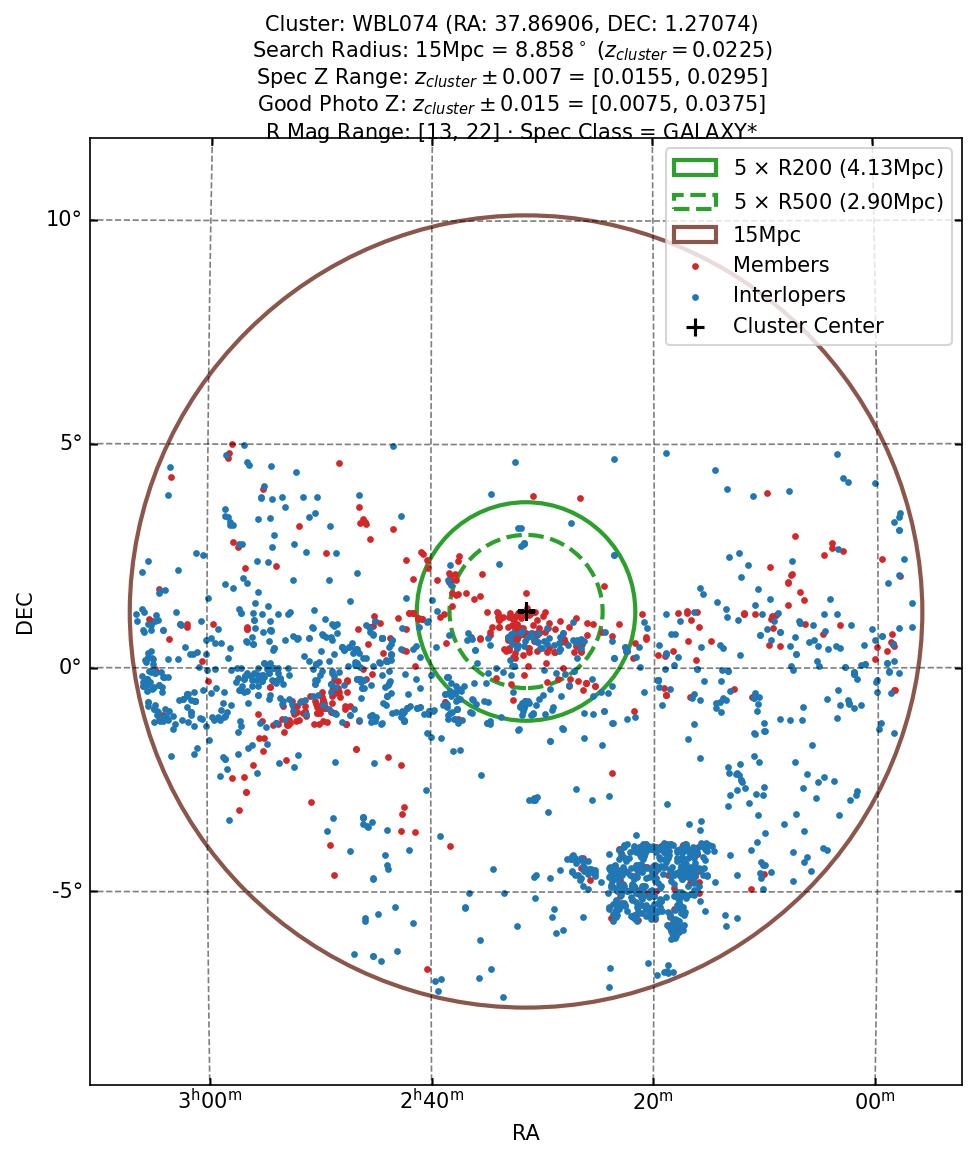 Cluster: WBL074 (RA: 37.86906, DEC: 1.27074)
Search Radius: 15Mpc = 8.858° (z_cluster = 0.0225)
Spec Z Range: z_cluster ± 0.007 = [0.0155, 0.0295]
Good Photo Z: z_cluster ± 0.015 = [0.0075, 0.0375]
R Mag Range: [13, 22] · Spec Class = GALAXY*
5 × R200 (4.13Mpc)
5 × R500 (2.90Mpc)
15Mpc
Members
Interlopers
Cluster Center
10°
5°
0°
-5°
DEC
3ʰ00ᵐ
2ʰ40ᵐ
20ᵐ
00ᵐ
RA